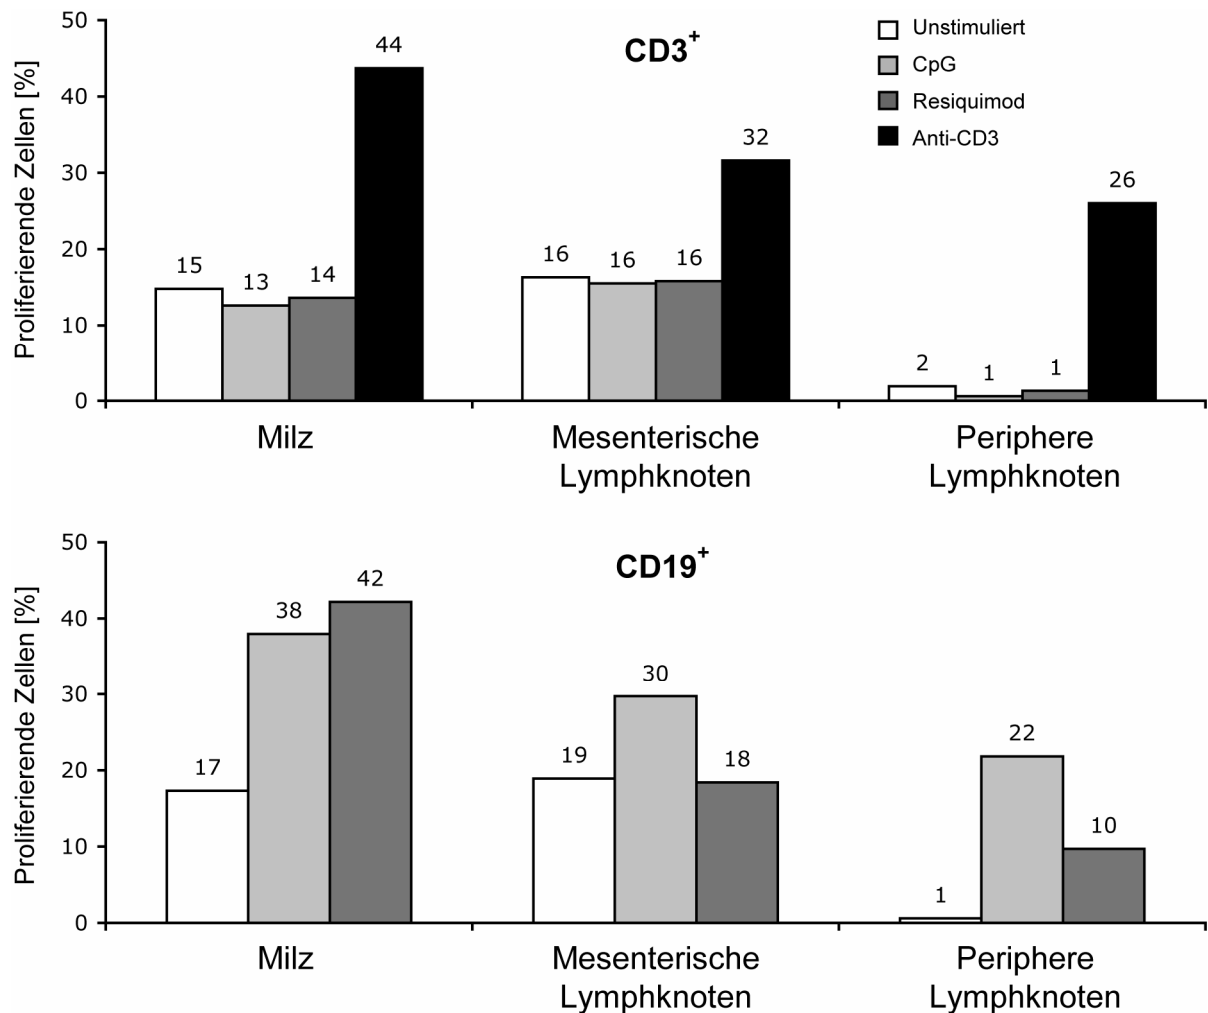 CD3+
Unstimuliert
CpG
Resiquimod
Anti-CD3
Proliferierende Zellen [%]
50
40
30
20
10
0
15
13
14
44
16
16
16
32
2
1
1
26
Milz
Mesenterische
Lymphknoten
Periphere
Lymphknoten
CD19+
Proliferierende Zellen [%]
50
40
30
20
10
0
17
38
42
19
30
18
1
22
10
Milz
Mesenterische
Lymphknoten
Periphere
Lymphknoten